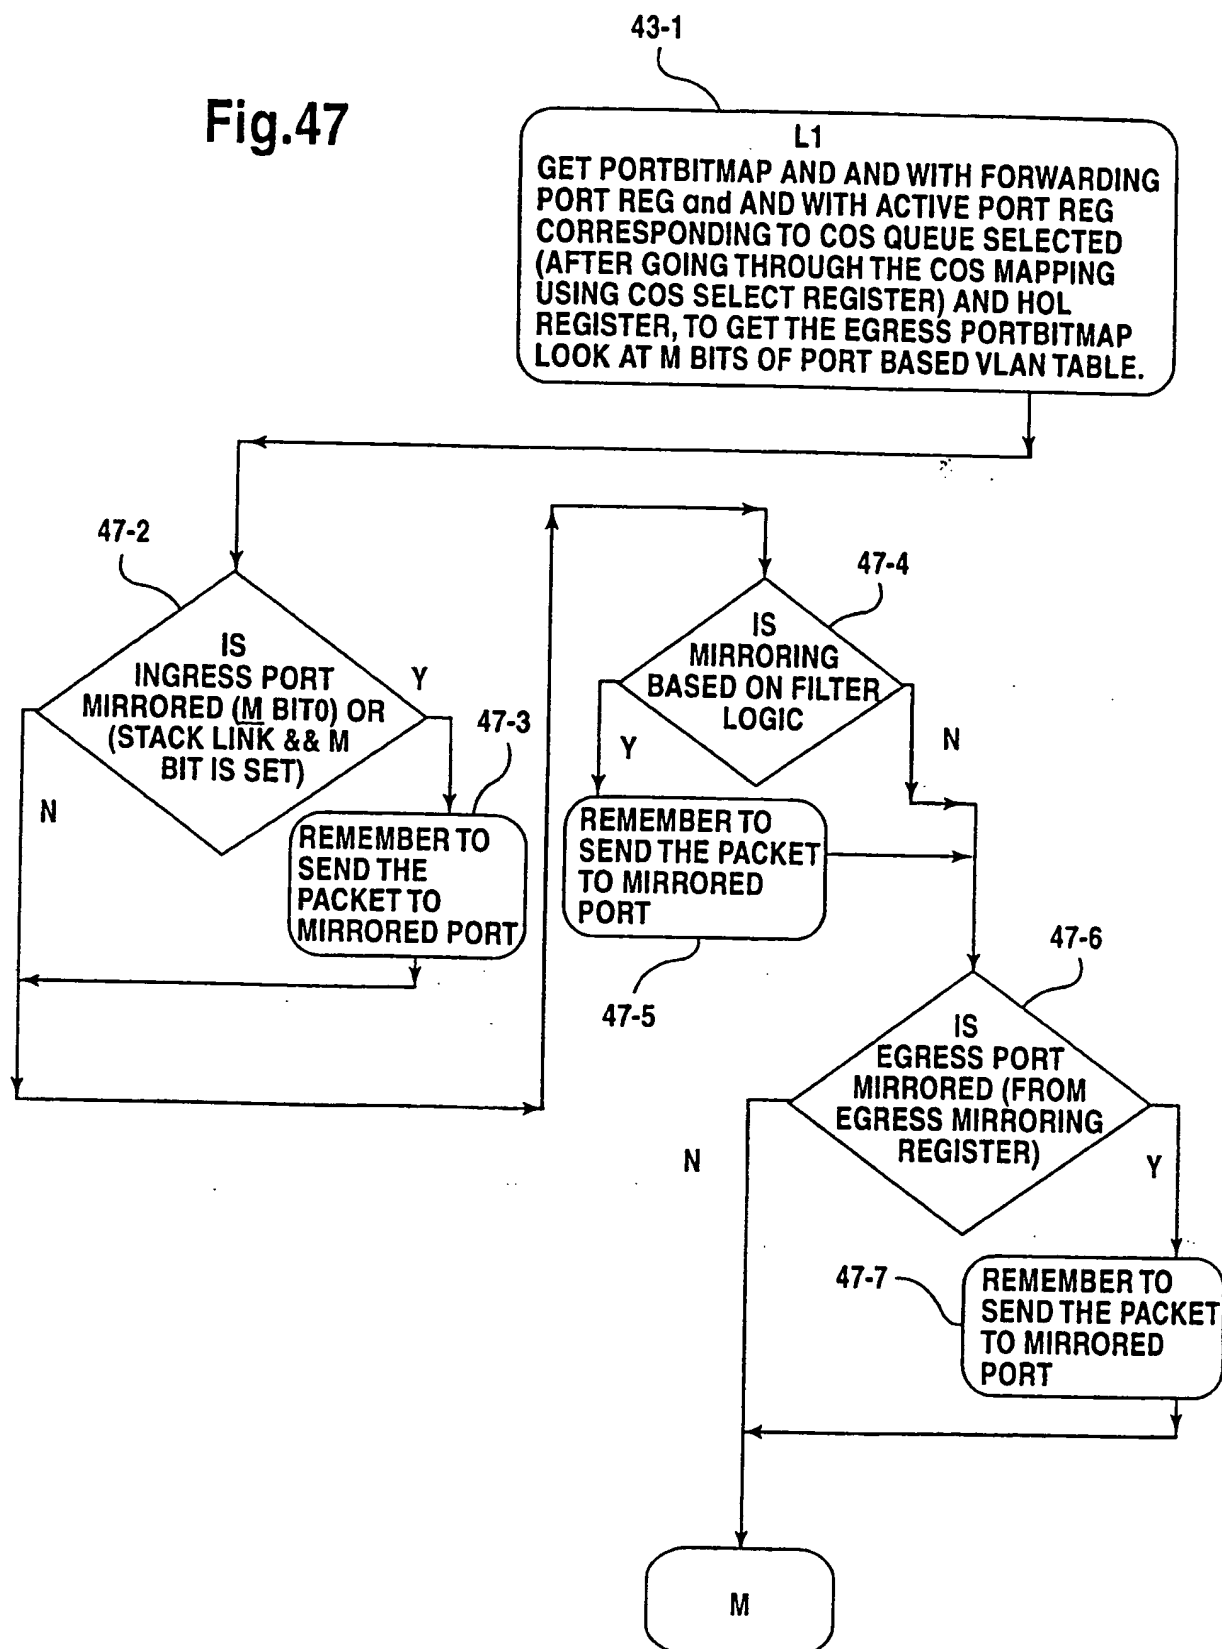 43-1
Fig.47
L1
GET PORTBITMAP AND AND WITH FORWARDING
PORT REG and AND WITH ACTIVE PORT REG
CORRESPONDING TO COS QUEUE SELECTED
(AFTER GOING THROUGH THE COS MAPPING
USING COS SELECT REGISTER) AND HOL
REGISTER, TO GET THE EGRESS PORTBITMAP
LOOK AT M BITS OF PORT BASED VLAN TABLE.
47-2
IS
INGRESS PORT
MIRRORED (M BIT0) OR
(STACK LINK && M
BIT IS SET)
Y
N
47-3
REMEMBER TO
SEND THE
PACKET TO
MIRRORED PORT
47-4
IS
MIRRORING
BASED ON FILTER
LOGIC
Y
N
REMEMBER TO
SEND THE PACKET
TO MIRRORED
PORT
47-5
47-6
IS
EGRESS PORT
MIRRORED (FROM
EGRESS MIRRORING
REGISTER)
N
Y
47-7
REMEMBER TO
SEND THE PACKET
TO MIRRORED
PORT
M